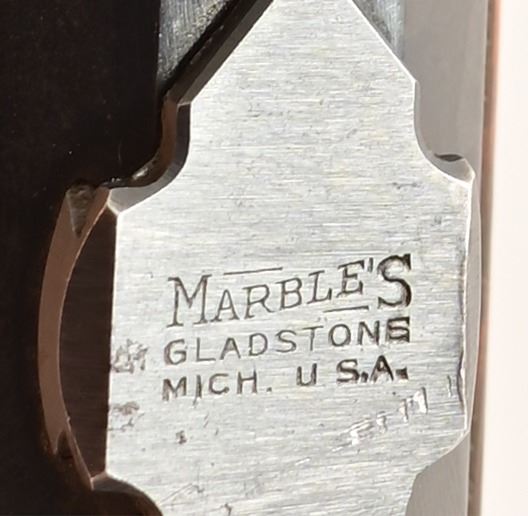 MARBLE'S
GLADSTONE
MICH. U S.A.